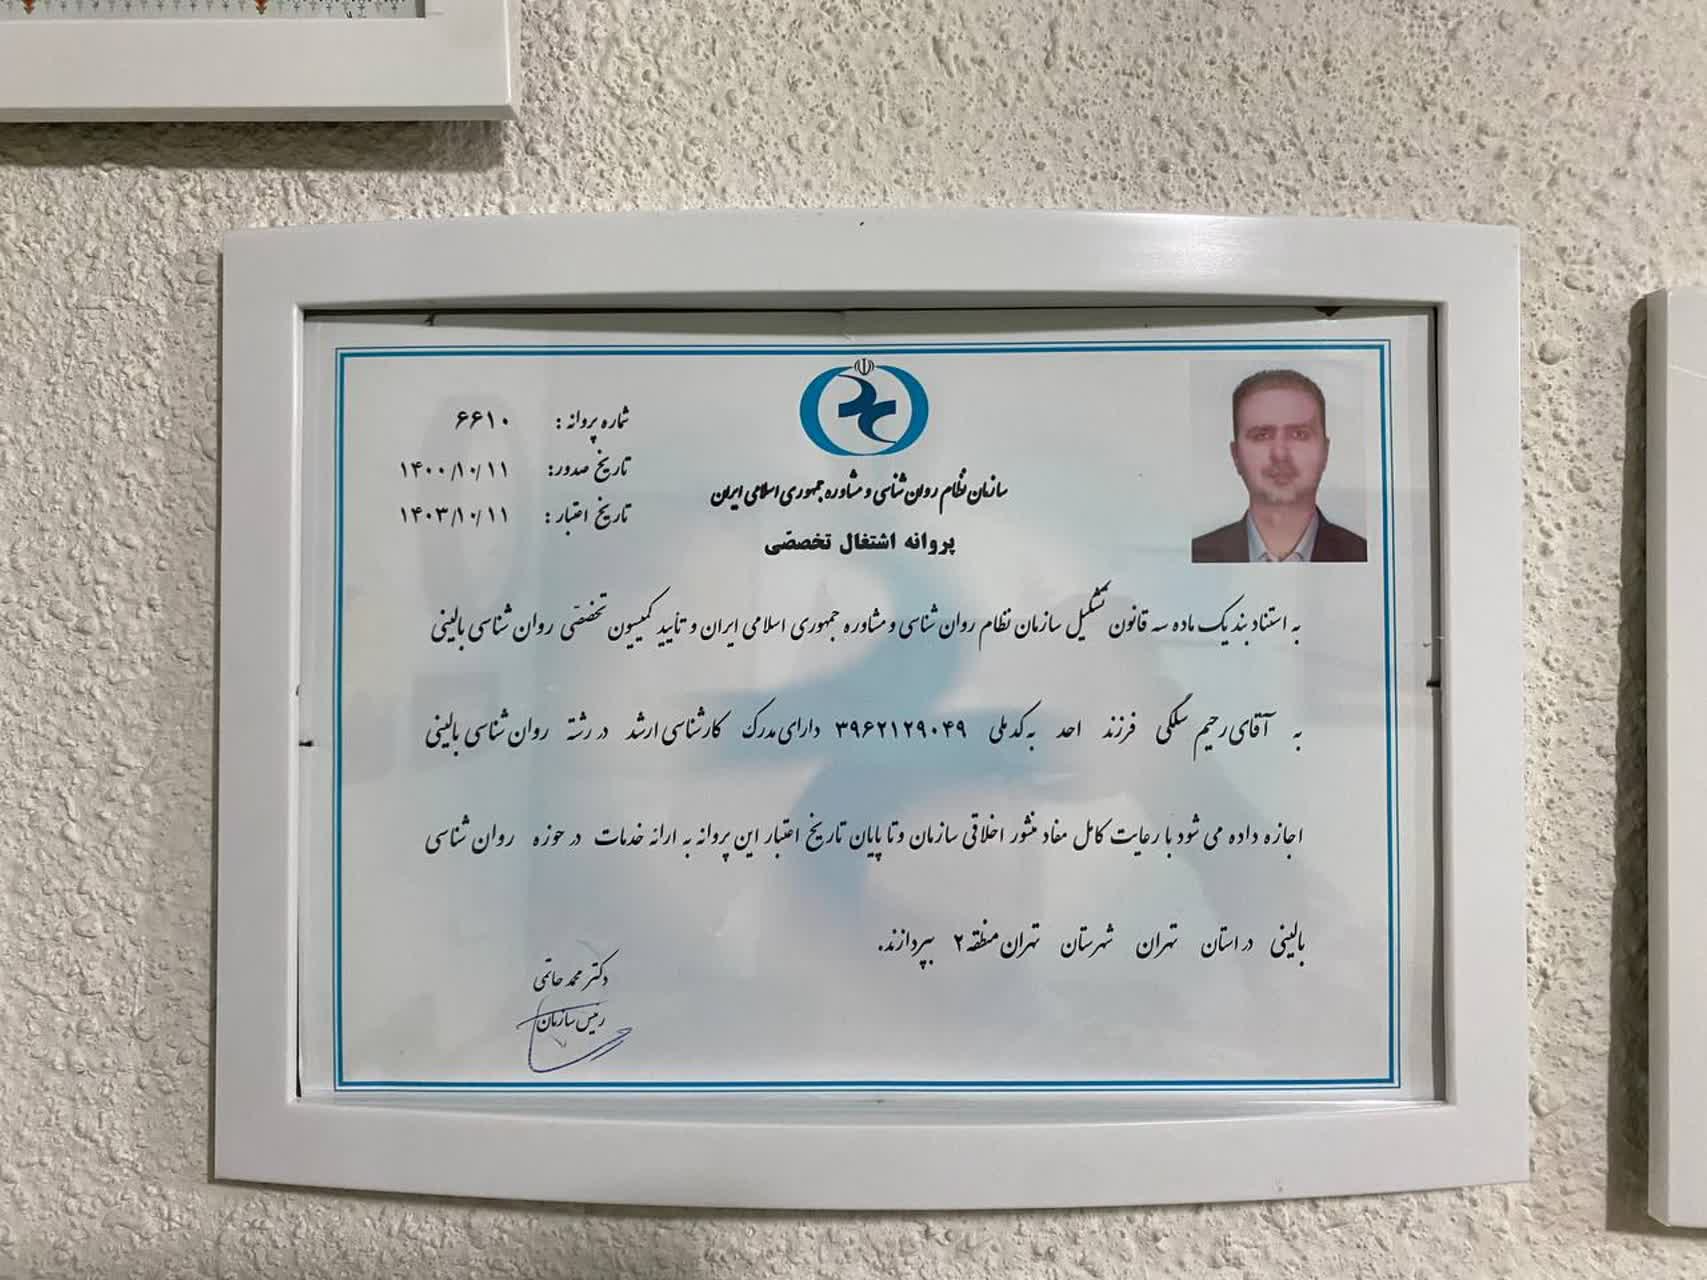 شماره پروانه : ۶۶۱۰
تاریخ صدور: ۱۴۰۰/۱۰/۱۱
تاریخ اعتبار : ۱۴۰۳/۱۰/۱۱
سازمان نظام روان شناسی و مشاوره جمهوری اسلامی ایران
پروانه اشتغال تخصصّی
به استناد بند یک ماده سه قانون تشکیل سازمان نظام روان شناسی و مشاوره جمهوری اسلامی ایران و تأیید کمیسیون تخصصّی روان شناسی بالینی
به آقای رحیم سلگی فرزند احد به کد ملی ۳۹۶۲۱۲۹۰۴۹ دارای مدرک کارشناسی ارشد در رشته روان شناسی بالینی
اجازه داده می شود با رعایت کامل مفاد منشور اخلاقی سازمان و تا پایان تاریخ اعتبار این پروانه به ارائه خدمات در حوزه روان شناسی
بالینی در استان تهران شهرستان تهران منطقه ۲ بپردازند.
دکتر محمد حاتمی
رئیس سازمان